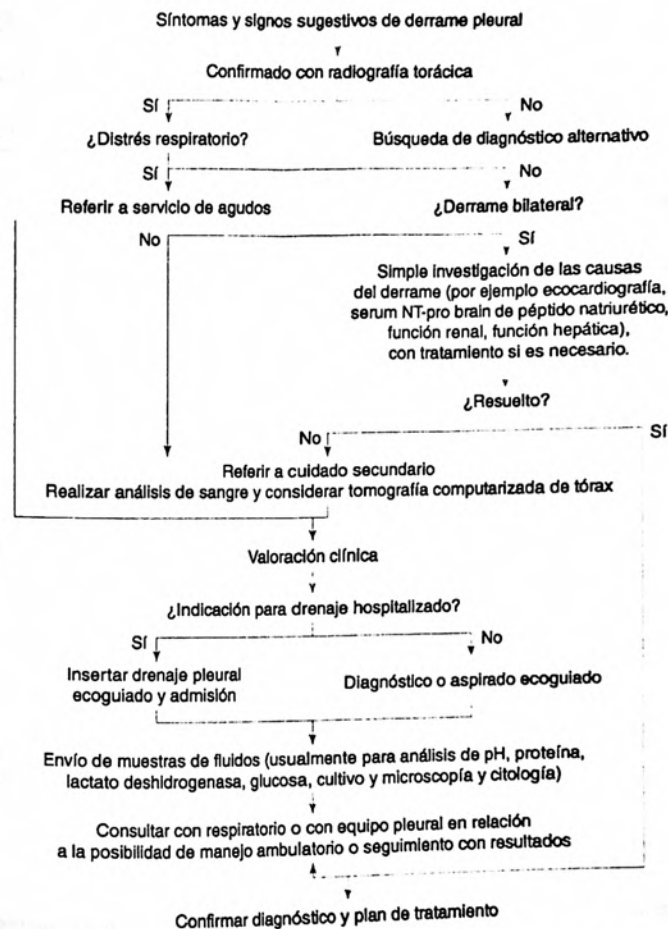 Síntomas y signos sugestivos de derrame pleural
Confirmado con radiografía torácica
Sí
No
¿Distrés respiratorio?
Búsqueda de diagnóstico alternativo
Sí
No
Referir a servicio de agudos
¿Derrame bilateral?
No
Sí
Simple investigación de las causas
del derrame (por ejemplo ecocardiografía,
serum NT-pro brain de péptido natriurético,
función renal, función hepática),
con tratamiento si es necesario.
¿Resuelto?
No
Sí
Referir a cuidado secundario
Realizar análisis de sangre y considerar tomografía computarizada de tórax
Valoración clínica
¿Indicación para drenaje hospitalizado?
Sí
No
Insertar drenaje pleural
ecoguiado y admisión
Diagnóstico o aspirado ecoguiado
Envío de muestras de fluidos (usualmente para análisis de pH, proteína,
lactato deshidrogenasa, glucosa, cultivo y microscopía y citología)
Consultar con respiratorio o con equipo pleural en relación
a la posibilidad de manejo ambulatorio o seguimiento con resultados
Confirmar diagnóstico y plan de tratamiento